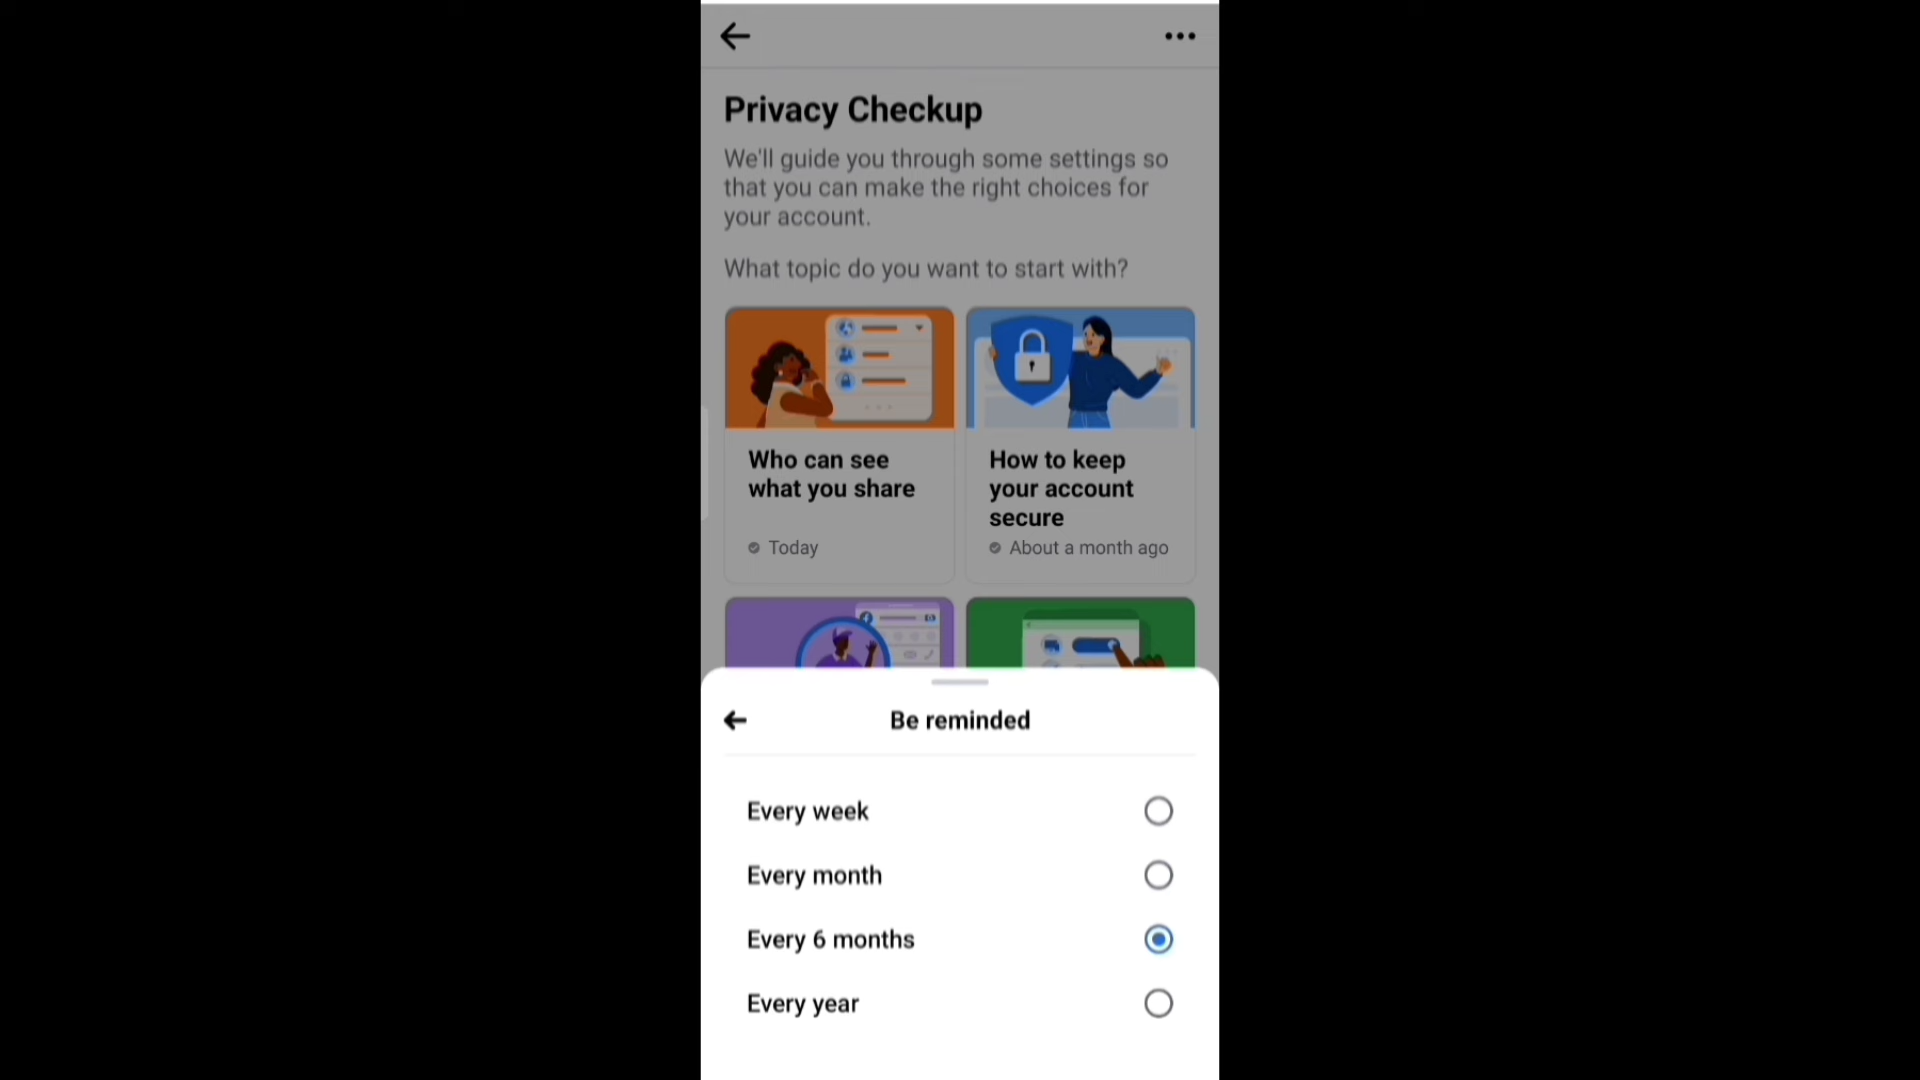 Privacy Checkup
We'll guide you through some settings so
that you can make the right choices for
your account.
What topic do you want to start with?
Who can see
what you share
Today
How to keep
your account
secure
About a month ago
Be reminded
Every week
Every month
Every 6 months
Every year